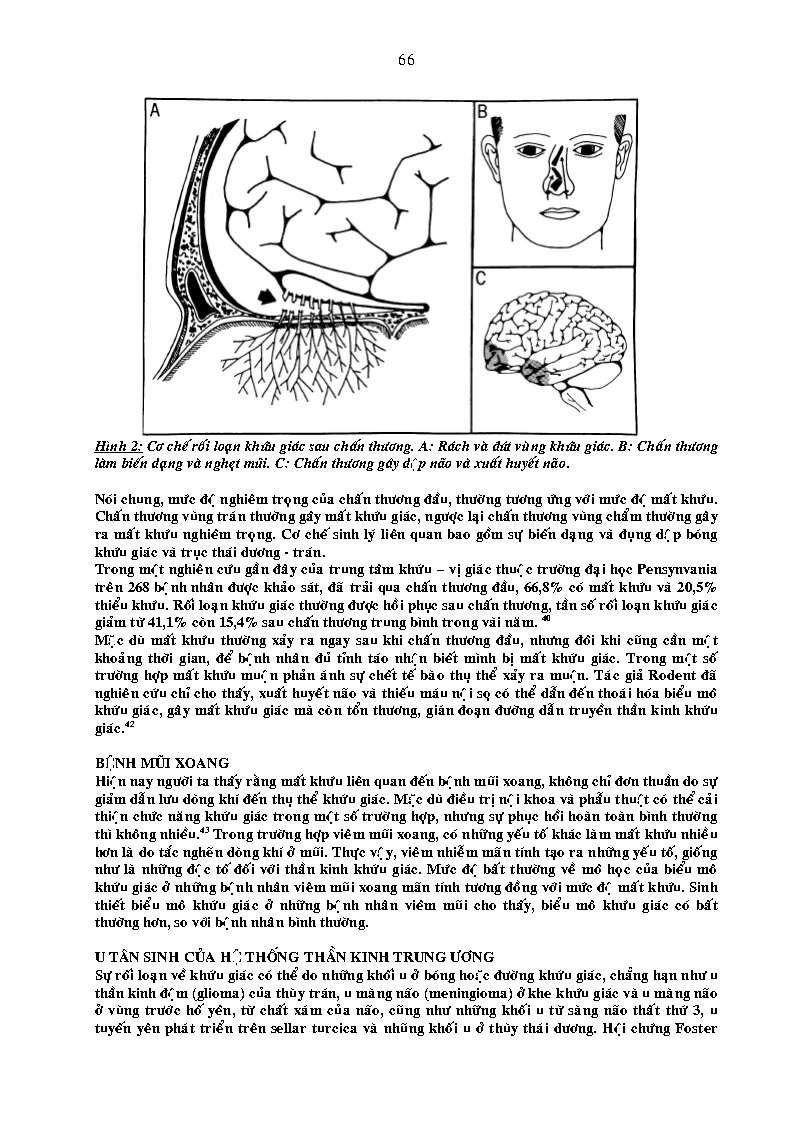 66
A
B
C
Hình 2: Cơ chế rối loạn khứu giác sau chấn thương. A: Rách và đứt vùng khứu giác. B: Chấn thương
làm biến dạng và nghẹt mũi. C: Chấn thương gây dập não và xuất huyết não.
Nói chung, mức độ nghiêm trọng của chấn thương đầu, thường tương ứng với mức độ mất khứu.
Chấn thương vùng trán thường gây mất khứu giác, ngược lại chấn thương vùng chẩm thường gây
ra mất khứu nghiêm trọng. Cơ chế sinh lý liên quan bao gồm sự biến dạng và đụng dập bóng
khứu giác và trục thái dương - trán.
Trong một nghiên cứu gần đây của trung tâm khứu – vị giác thuộc trường đại học Pensynvania
trên 268 bệnh nhân được khảo sát, đã trải qua chấn thương đầu, 66,8% có mất khứu và 20,5%
thiểu khứu. Rối loạn khứu giác thường được hồi phục sau chấn thương, tần số rối loạn khứu giác
giảm từ 41,1% còn 15,4% sau chấn thương trung bình trong vài năm. 40
Mặc dù mất khứu thường xảy ra ngay sau khi chấn thương đầu, nhưng đôi khi cũng cần một
khoảng thời gian, để bệnh nhân đủ tỉnh táo nhận biết mình bị mất khứu giác. Trong một số
trường hợp mất khứu muộn phản ánh sự chết tế bào thụ thể xảy ra muộn. Tác giả Rodent đã
nghiên cứu chỉ cho thấy, xuất huyết não và thiếu máu nội sọ có thể dẫn đến thoái hóa biểu mô
khứu giác, gây mất khứu giác mà còn tổn thương, gián đoạn đường dẫn truyền thần kinh khứu
giác.42
BỆNH MŨI XOANG
Hiện nay người ta thấy rằng mất khứu liên quan đến bệnh mũi xoang, không chỉ đơn thuần do sự
giảm dẫn lưu dòng khí đến thụ thể khứu giác. Mặc dù điều trị nội khoa và phẫu thuật có thể cải
thiện chức năng khứu giác trong một số trường hợp, nhưng sự phục hồi hoàn toàn bình thường
thì không nhiều.43 Trong trường hợp viêm mũi xoang, có những yếu tố khác làm mất khứu nhiều
hơn là do tắc nghẽn dòng khí ở mũi. Thực vậy, viêm nhiễm mãn tính tạo ra những yếu tố, giống
như là những độc tố đối với thần kinh khứu giác. Mức độ bất thường về mô học của biểu mô
khứu giác ở những bệnh nhân viêm mũi xoang mãn tính tương đồng với mức độ mất khứu. Sinh
thiết biểu mô khứu giác ở những bệnh nhân viêm mũi cho thấy, biểu mô khứu giác có bất
thường hơn, so với bệnh nhân bình thường.
U TÂN SINH CỦA HỆ THỐNG THẦN KINH TRUNG ƯƠNG
Sự rối loạn về khứu giác có thể do những khối u ở bóng hoặc đường khứu giác, chẳng hạn như u
thần kinh đệm (glioma) của thùy trán, u màng não (meningioma) ở khe khứu giác và u màng não
ở vùng trước hố yên, từ chất xám của não, cũng như những khối u từ sàng não thất thứ 3, u
tuyến yên phát triển trên sellar turcica và những khối u ở thùy thái dương. Hội chứng Foster